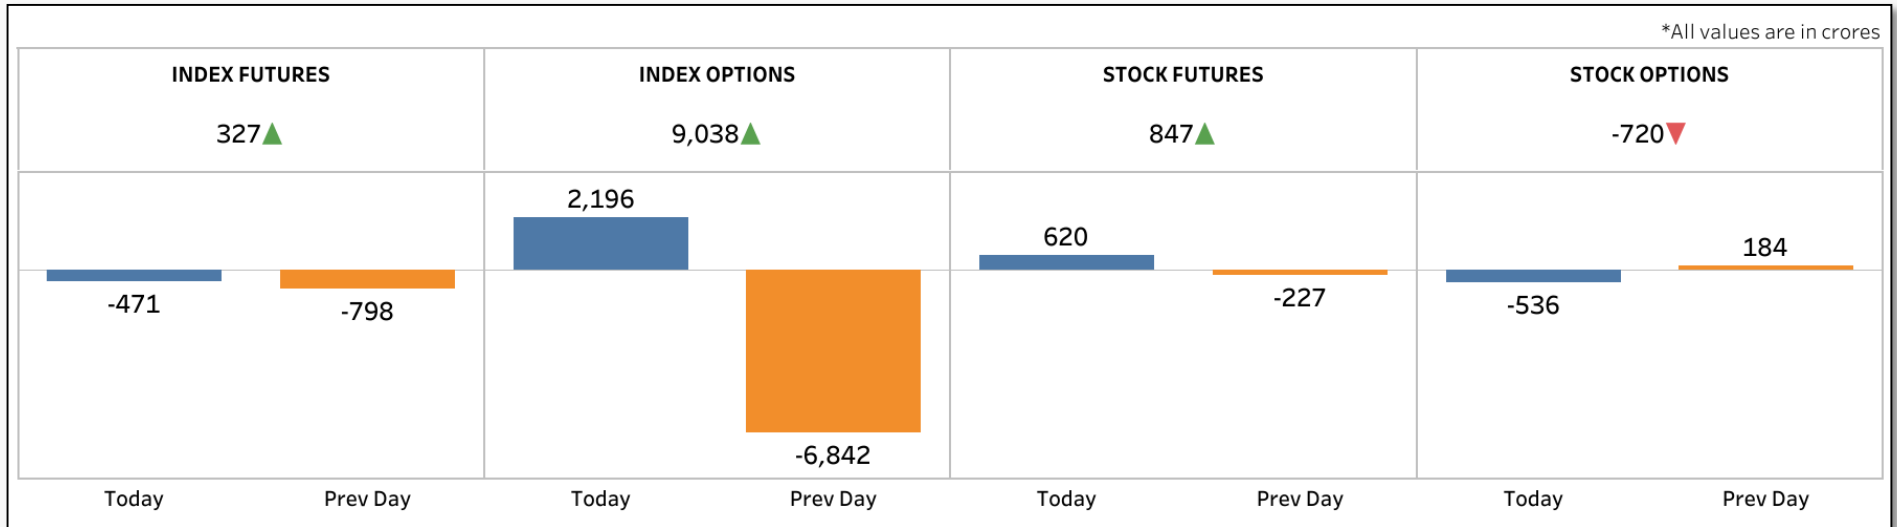 *All values are in crores
INDEX FUTURES
327▲
-471
-798
Today
Prev Day
INDEX OPTIONS
9,038▲
2,196
-6,842
Today
Prev Day
STOCK FUTURES
847▲
620
-227
Today
Prev Day
STOCK OPTIONS
-720▼
-536
184
Today
Prev Day